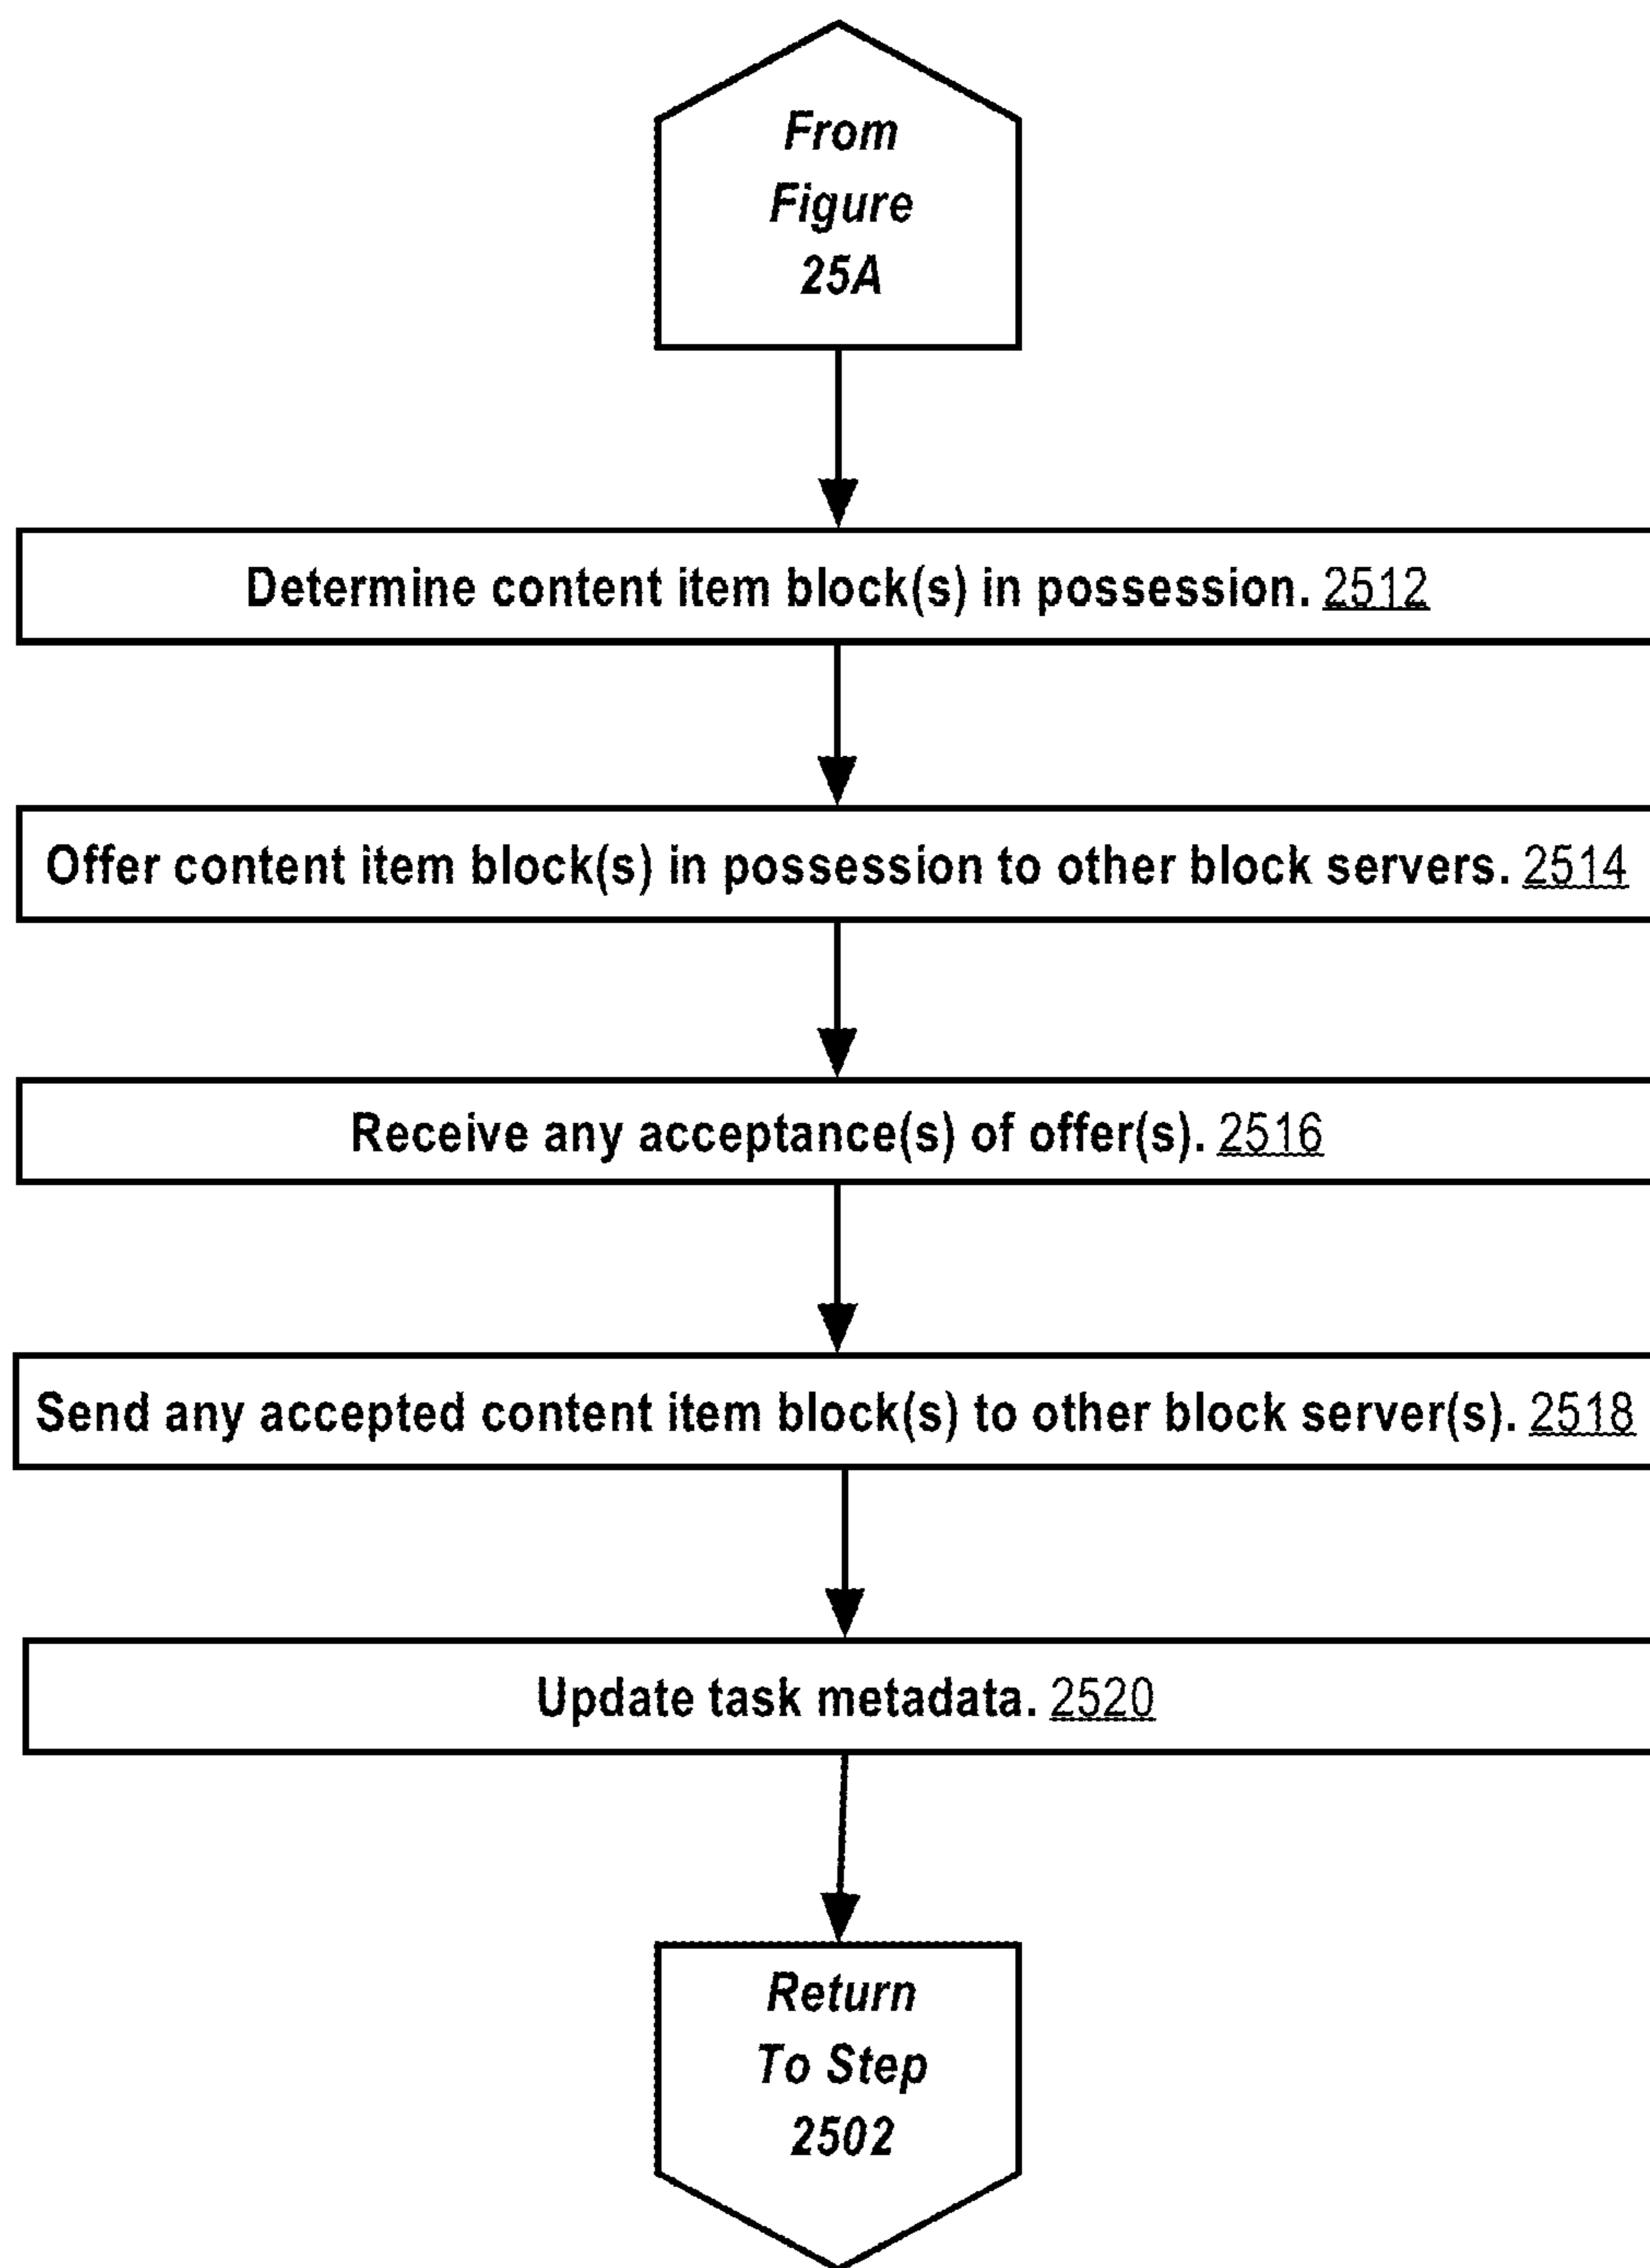 From
Figure
25A
Determine content item block(s) in possession. 2512
Offer content item block(s) in possession to other block servers. 2514
Receive any acceptance(s) of offer(s). 2516
Send any accepted content item block(s) to other block server(s). 2518
Update task metadata. 2520
Return
To Step
2502